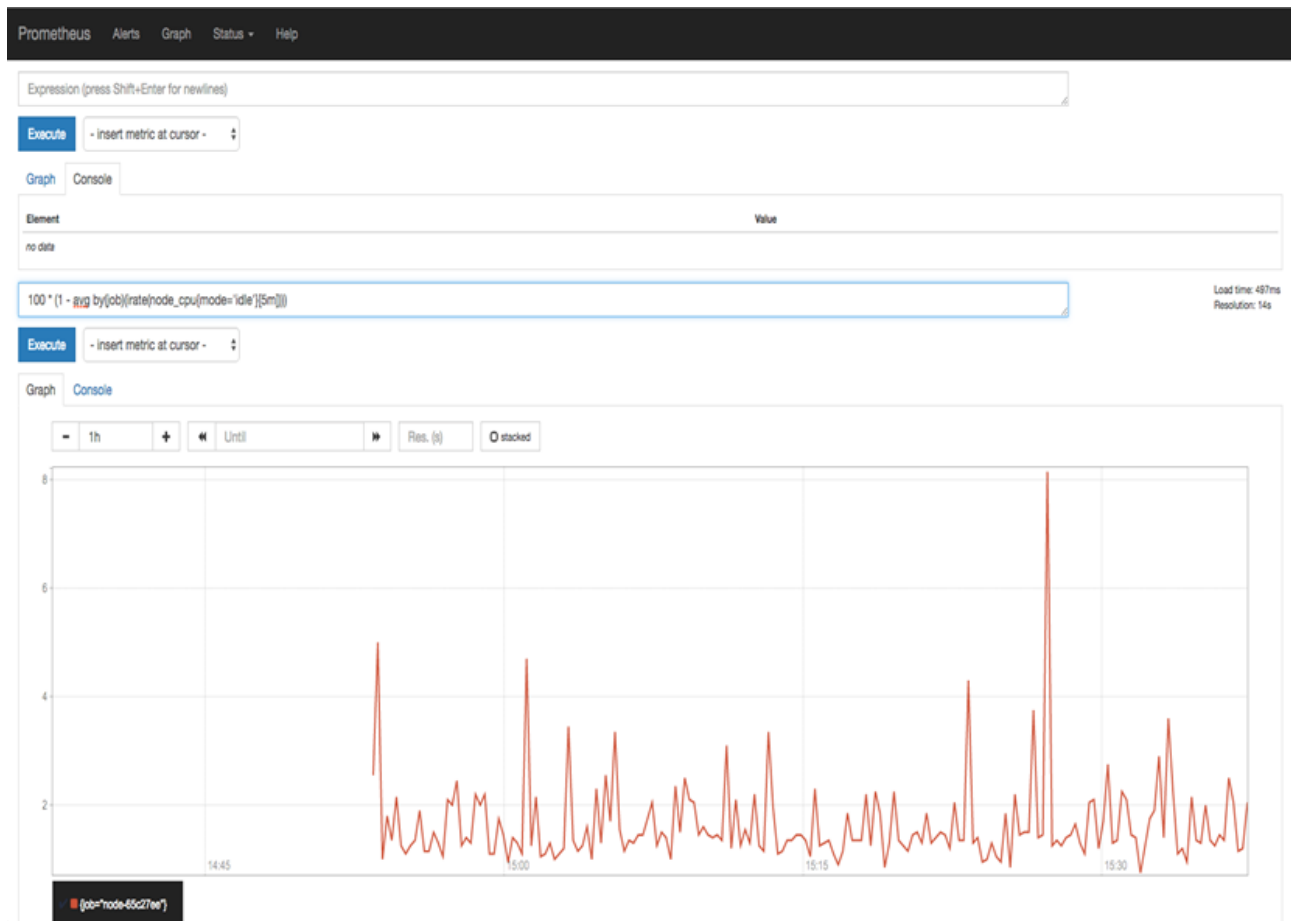 Prometheus Alerts Graph Status Help
Expression (press Shift+Enter for newlines)
Execute - insert metric at cursor -
Graph Console
Element Value
no data
100 * (1 - avg by(job)(irate(node_cpu{mode='idle'}[5m])))
Load time: 497ms
Resolution: 14s
Execute - insert metric at cursor -
Graph Console
- 1h + Until Res. (s) stacked
8
6
4
2
14:45 15:00 15:15 15:30
{job="node-65c27ee"}